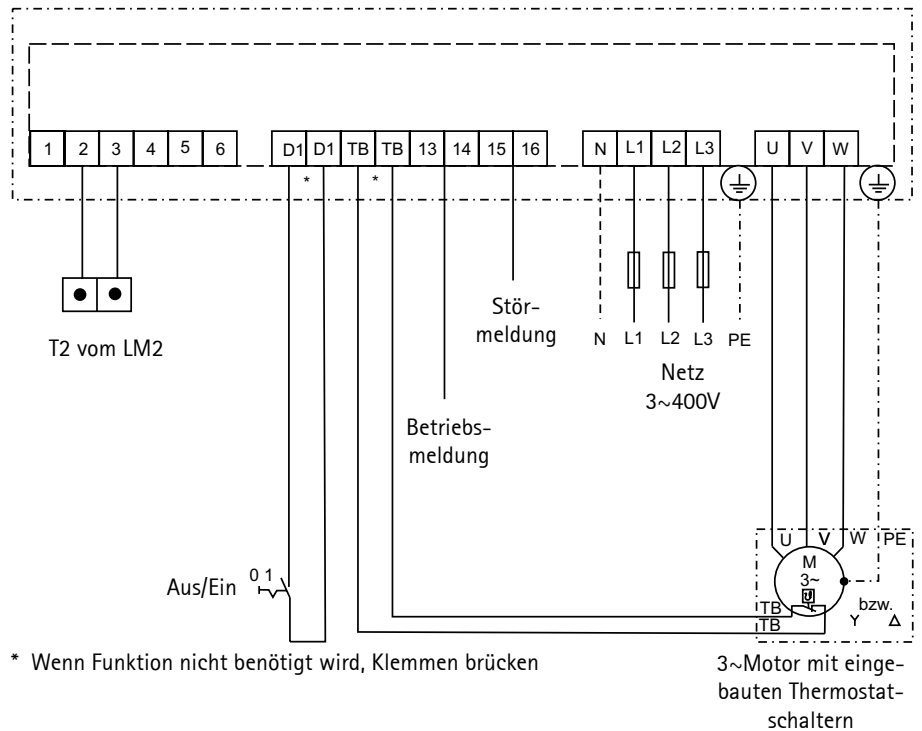 1 2 3 4 5 6 D1 D1 TB TB 13 14 15 16 N L1 L2 L3 U V W
* *
T2 vom LM2
Stör-
meldung
N L1 L2 L3 PE
Netz
3~400V
Betriebs-
meldung
Aus/Ein 0 1
U V W PE
M
3~
TB
TB
bzw.
Y Δ
* Wenn Funktion nicht benötigt wird, Klemmen brücken
3~Motor mit einge-
bauten Thermostat-
schaltern